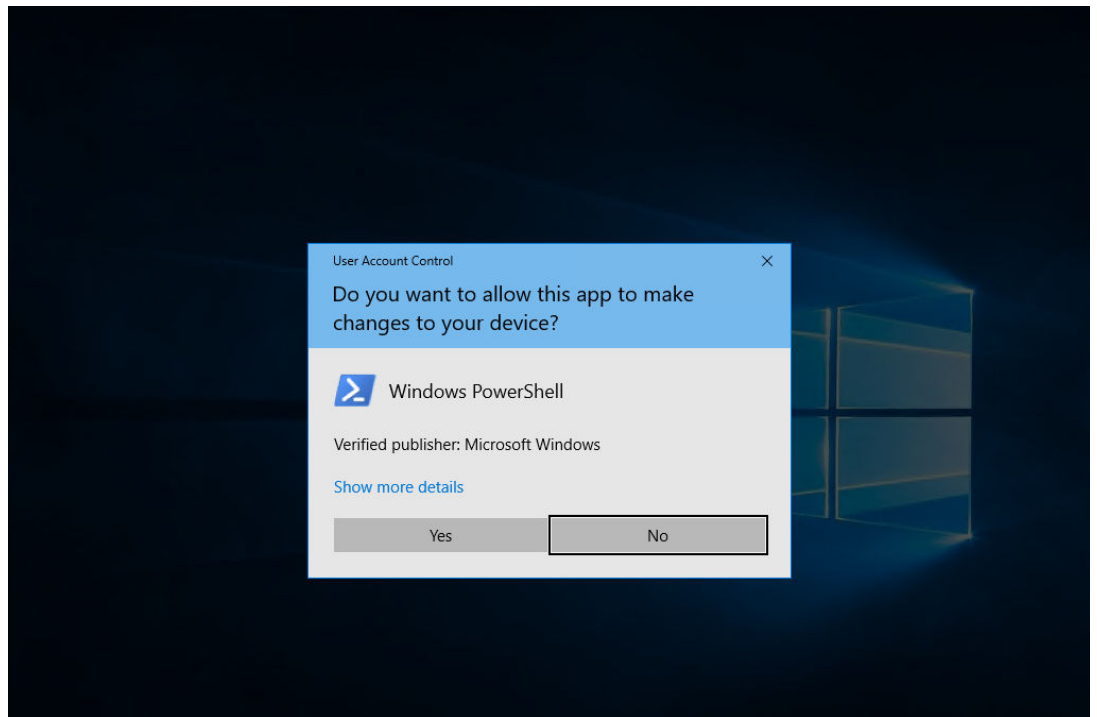 User Account Control
Do you want to allow this app to make
changes to your device?
Windows PowerShell
Verified publisher: Microsoft Windows
Show more details
Yes
No